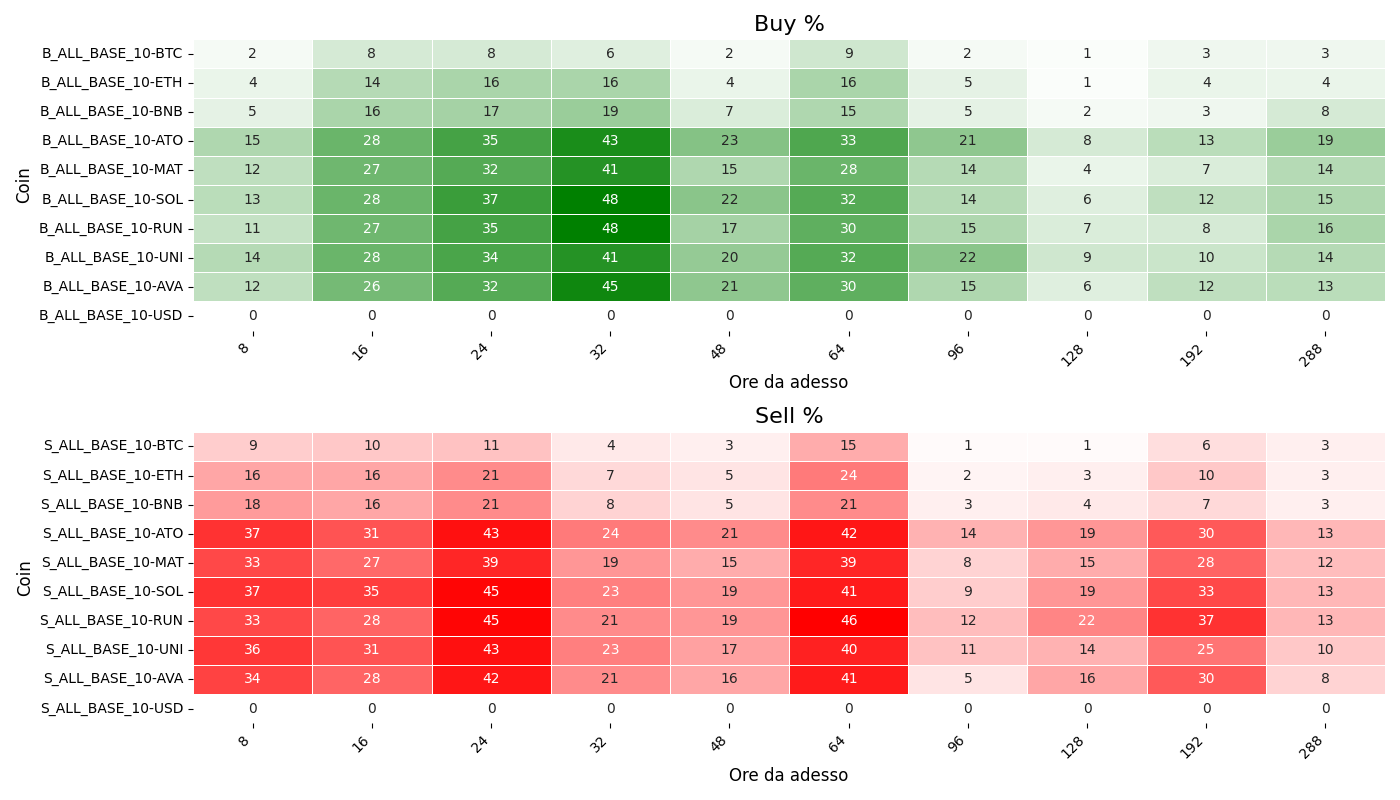 Buy %
Coin
B_ALL_BASE_10-BTC 2 8 8 6 2 9 2 1 3 3
B_ALL_BASE_10-ETH 4 14 16 16 4 16 5 1 4 4
B_ALL_BASE_10-BNB 5 16 17 19 7 15 5 2 3 8
B_ALL_BASE_10-ATO 15 28 35 43 23 33 21 8 13 19
B_ALL_BASE_10-MAT 12 27 32 41 15 28 14 4 7 14
B_ALL_BASE_10-SOL 13 28 37 48 22 32 14 6 12 15
B_ALL_BASE_10-RUN 11 27 35 48 17 30 15 7 8 16
B_ALL_BASE_10-UNI 14 28 34 41 20 32 22 9 10 14
B_ALL_BASE_10-AVA 12 26 32 45 21 30 15 6 12 13
B_ALL_BASE_10-USD 0 0 0 0 0 0 0 0 0 0
8 16 24 32 48 64 96 128 192 288
Ore da adesso
Sell %
Coin
S_ALL_BASE_10-BTC 9 10 11 4 3 15 1 1 6 3
S_ALL_BASE_10-ETH 16 16 21 7 5 24 2 3 10 3
S_ALL_BASE_10-BNB 18 16 21 8 5 21 3 4 7 3
S_ALL_BASE_10-ATO 37 31 43 24 21 42 14 19 30 13
S_ALL_BASE_10-MAT 33 27 39 19 15 39 8 15 28 12
S_ALL_BASE_10-SOL 37 35 45 23 19 41 9 19 33 13
S_ALL_BASE_10-RUN 33 28 45 21 19 46 12 22 37 13
S_ALL_BASE_10-UNI 36 31 43 23 17 40 11 14 25 10
S_ALL_BASE_10-AVA 34 28 42 21 16 41 5 16 30 8
S_ALL_BASE_10-USD 0 0 0 0 0 0 0 0 0 0
8 16 24 32 48 64 96 128 192 288
Ore da adesso